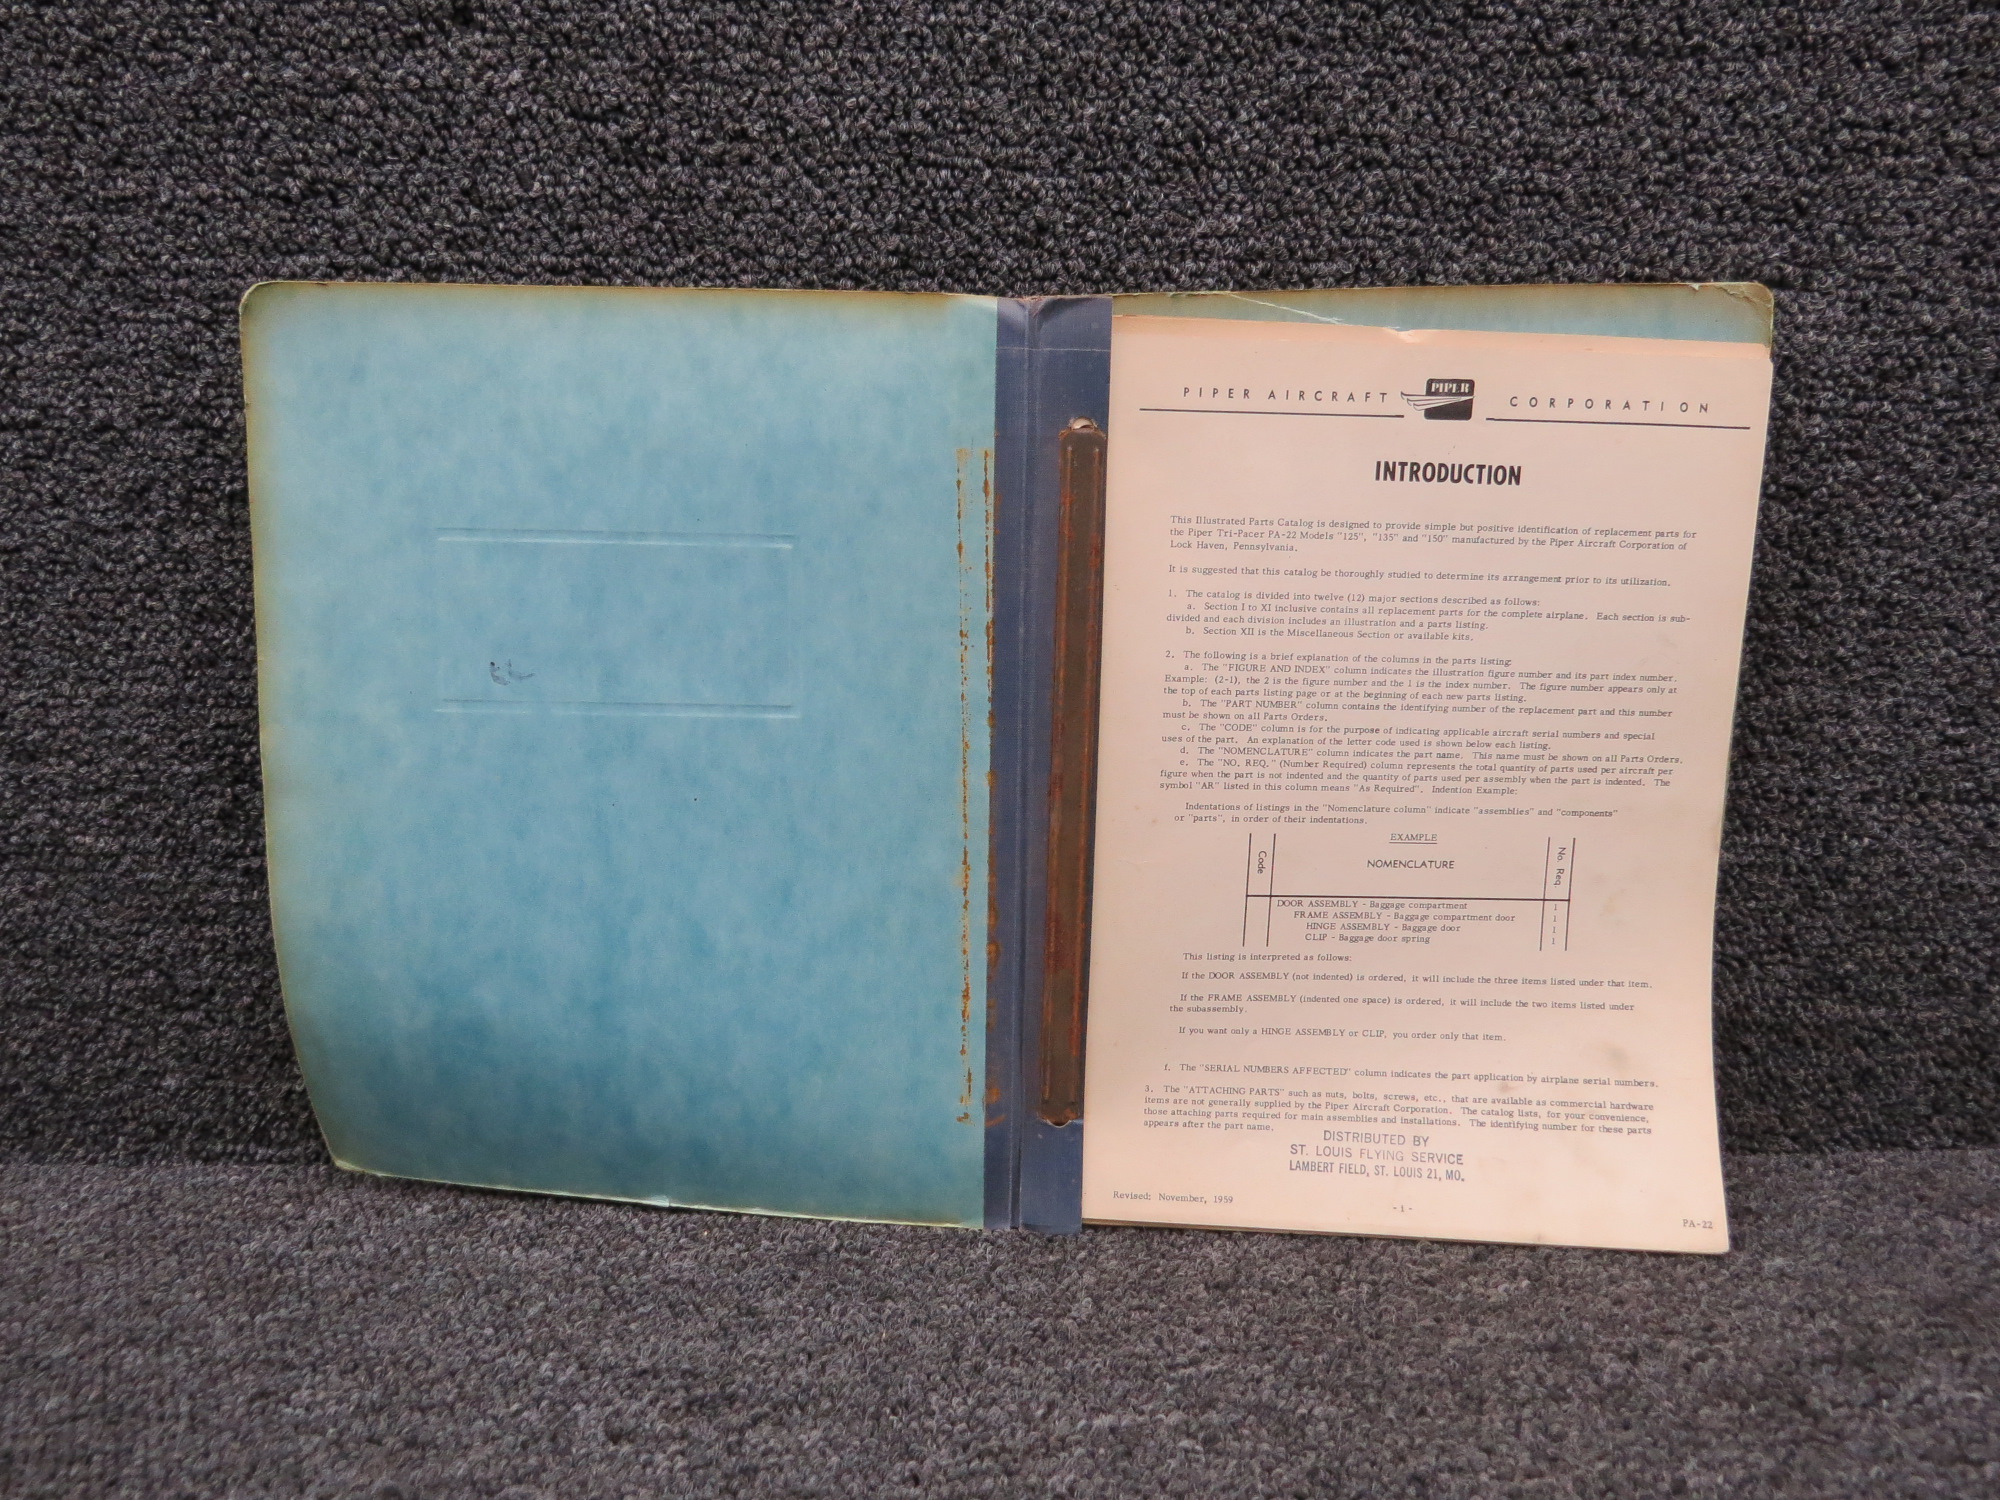 PIPER AIRCRAFT PIPER CORPORATION
INTRODUCTION
This Illustrated Parts Catalog is designed to provide simple but positive identification of replacement parts for
the Piper Tri-Pacer PA-22 Models "125", "135" and "150" manufactured by the Piper Aircraft Corporation of
Lock Haven, Pennsylvania.
It is suggested that this catalog be thoroughly studied to determine its arrangement prior to its utilization.
1. The catalog is divided into twelve (12) major sections described as follows:
a. Section I to XI inclusive contains all replacement parts for the complete airplane. Each section is sub-
divided and each division includes an illustration and a parts listing.
b. Section XII is the Miscellaneous Section or available kits.
2. The following is a brief explanation of the columns in the parts listing:
a. The "FIGURE AND INDEX" column indicates the illustration figure number and its part index number.
Example: (2-1), the 2 is the figure number and the 1 is the index number. The figure number appears only at
the top of each parts listing page or at the beginning of each new parts listing.
b. The "PART NUMBER" column contains the identifying number of the replacement part and this number
must be shown on all Parts Orders.
c. The "CODE" column is for the purpose of indicating applicable aircraft serial numbers and special
uses of the part. An explanation of the letter code used is shown below each listing.
d. The "NOMENCLATURE" column indicates the part name. This name must be shown on all Parts Orders.
e. The "NO. REQ." (Number Required) column represents the total quantity of parts used per aircraft per
figure when the part is not indented and the quantity of parts used per assembly when the part is indented. The
symbol "AR" listed in this column means "As Required". Indention Example:
Indentations of listings in the "Nomenclature column" indicate "assemblies" and "components"
or "parts", in order of their indentations.
EXAMPLE
Code NOMENCLATURE No. Req.
DOOR ASSEMBLY - Baggage compartment 1
FRAME ASSEMBLY - Baggage compartment door 1
HINGE ASSEMBLY - Baggage door 1
CLIP - Baggage door spring 1
This listing is interpreted as follows:
If the DOOR ASSEMBLY (not indented) is ordered, it will include the three items listed under that item.
If the FRAME ASSEMBLY (indented one space) is ordered, it will include the two items listed under
the subassembly.
If you want only a HINGE ASSEMBLY or CLIP, you order only that item.
f. The "SERIAL NUMBERS AFFECTED" column indicates the part application by airplane serial numbers.
3. The "ATTACHING PARTS" such as nuts, bolts, screws, etc., that are available as commercial hardware
items are not generally supplied by the Piper Aircraft Corporation. The catalog lists, for your convenience,
those attaching parts required for main assemblies and installations. The identifying number for these parts
appears after the part name.
DISTRIBUTED BY
ST. LOUIS FLYING SERVICE
LAMBERT FIELD, ST. LOUIS 21, MO.
Revised: November, 1959
- 1 -
PA-22